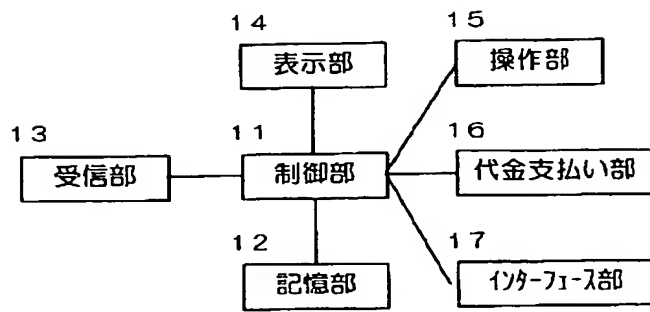 14
表示部
15
操作部
13
受信部
11
制御部
16
代金支払い部
12
記憶部
17
インターフェース部